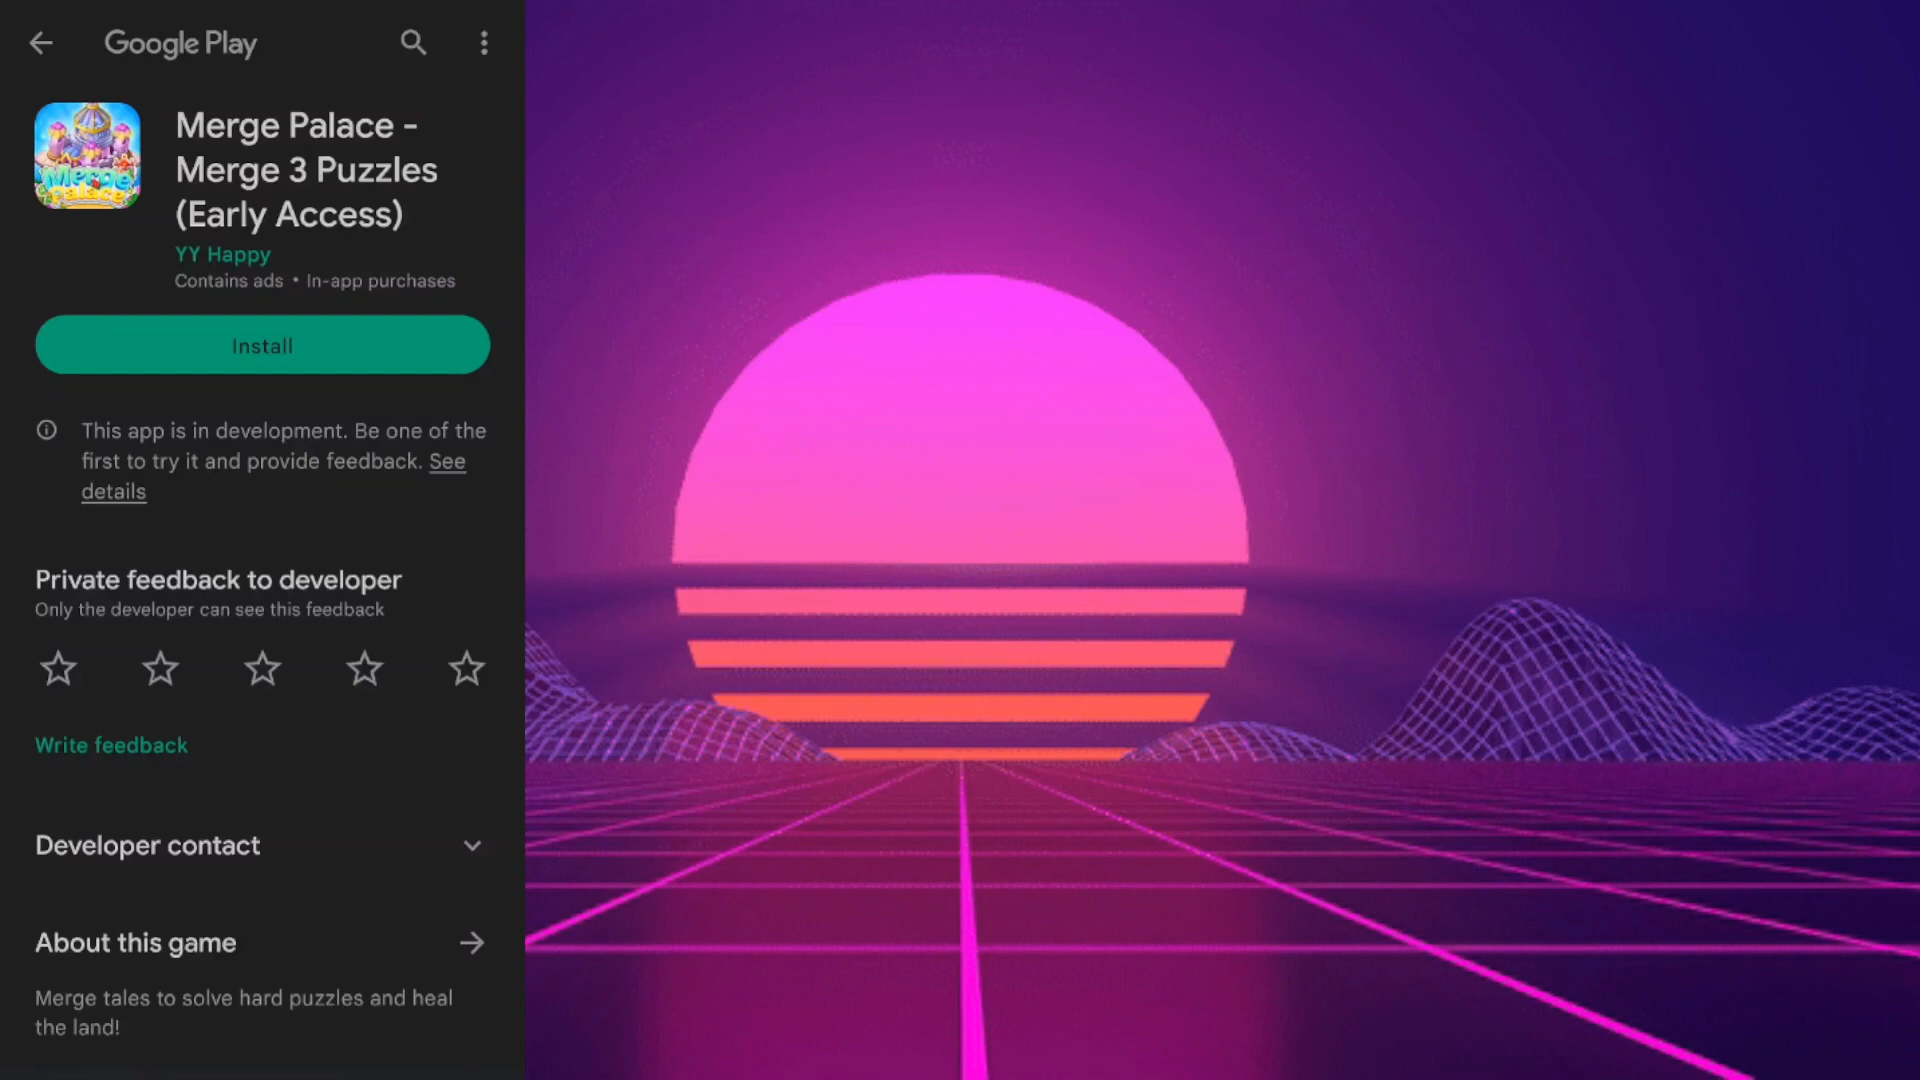 Google Play
Merge Palace -
Merge 3 Puzzles
(Early Access)
YY Happy
Contains ads • In-app purchases
Merge
Palace
Install
This app is in development. Be one of the
first to try it and provide feedback. See
details
Private feedback to developer
Only the developer can see this feedback
Write feedback
Developer contact
About this game
Merge tales to solve hard puzzles and heal
the land!